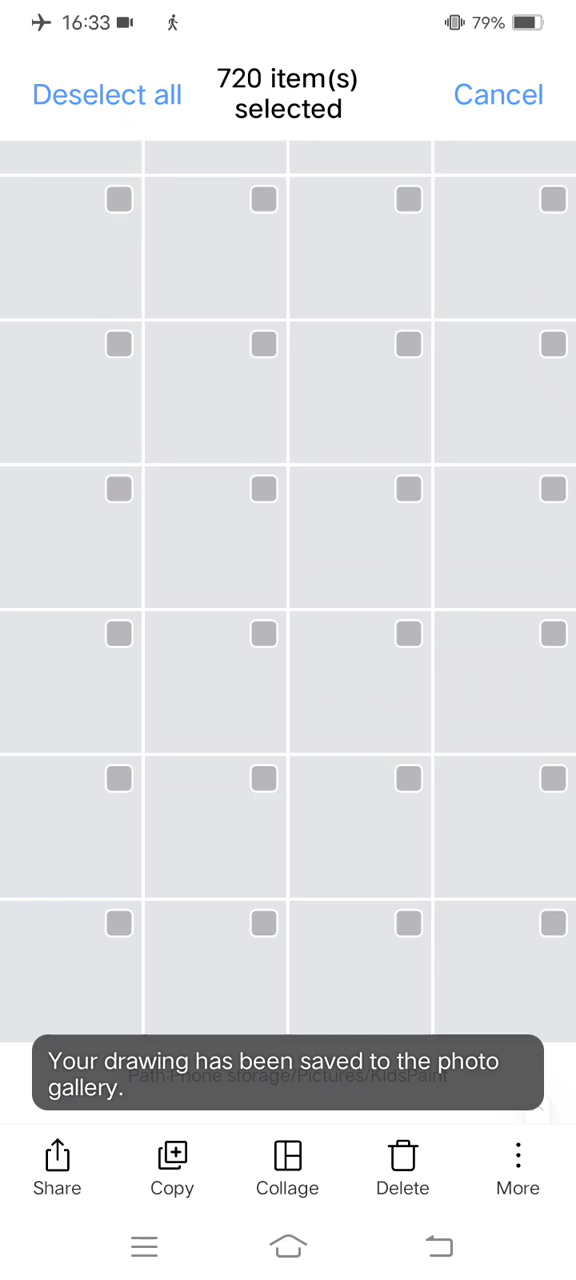 16:33
79%
Deselect all
720 item(s)
selected
Cancel
Your drawing has been saved to the photo
gallery.
Path:Phone storage/Pictures/KidsPaint
Share
Copy
Collage
Delete
More